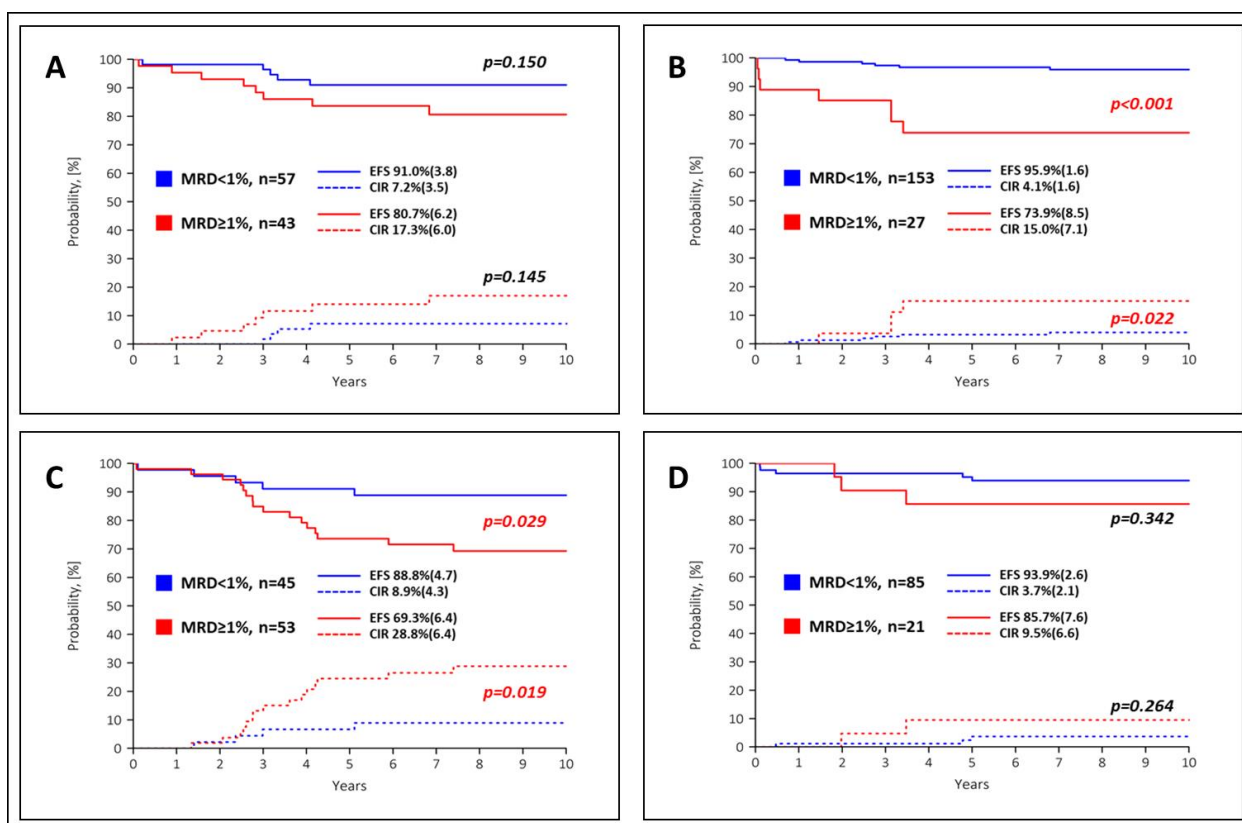 A
p=0.150
100
90
80
70
60
50
40
30
20
10
0
Probability, [%]
MRD<1%, n=57
EFS 91.0%(3.8)
CIR 7.2%(3.5)
MRD≥1%, n=43
EFS 80.7%(6.2)
CIR 17.3%(6.0)
p=0.145
0 1 2 3 4 5 6 7 8 9 10
Years
B
p<0.001
100
90
80
70
60
50
40
30
20
10
0
Probability, [%]
MRD<1%, n=153
EFS 95.9%(1.6)
CIR 4.1%(1.6)
MRD≥1%, n=27
EFS 73.9%(8.5)
CIR 15.0%(7.1)
p=0.022
0 1 2 3 4 5 6 7 8 9 10
Years
C
p=0.029
100
90
80
70
60
50
40
30
20
10
0
Probability, [%]
MRD<1%, n=45
EFS 88.8%(4.7)
CIR 8.9%(4.3)
MRD≥1%, n=53
EFS 69.3%(6.4)
CIR 28.8%(6.4)
p=0.019
0 1 2 3 4 5 6 7 8 9 10
Years
D
p=0.342
100
90
80
70
60
50
40
30
20
10
0
Probability, [%]
MRD<1%, n=85
EFS 93.9%(2.6)
CIR 3.7%(2.1)
MRD≥1%, n=21
EFS 85.7%(7.6)
CIR 9.5%(6.6)
p=0.264
0 1 2 3 4 5 6 7 8 9 10
Years